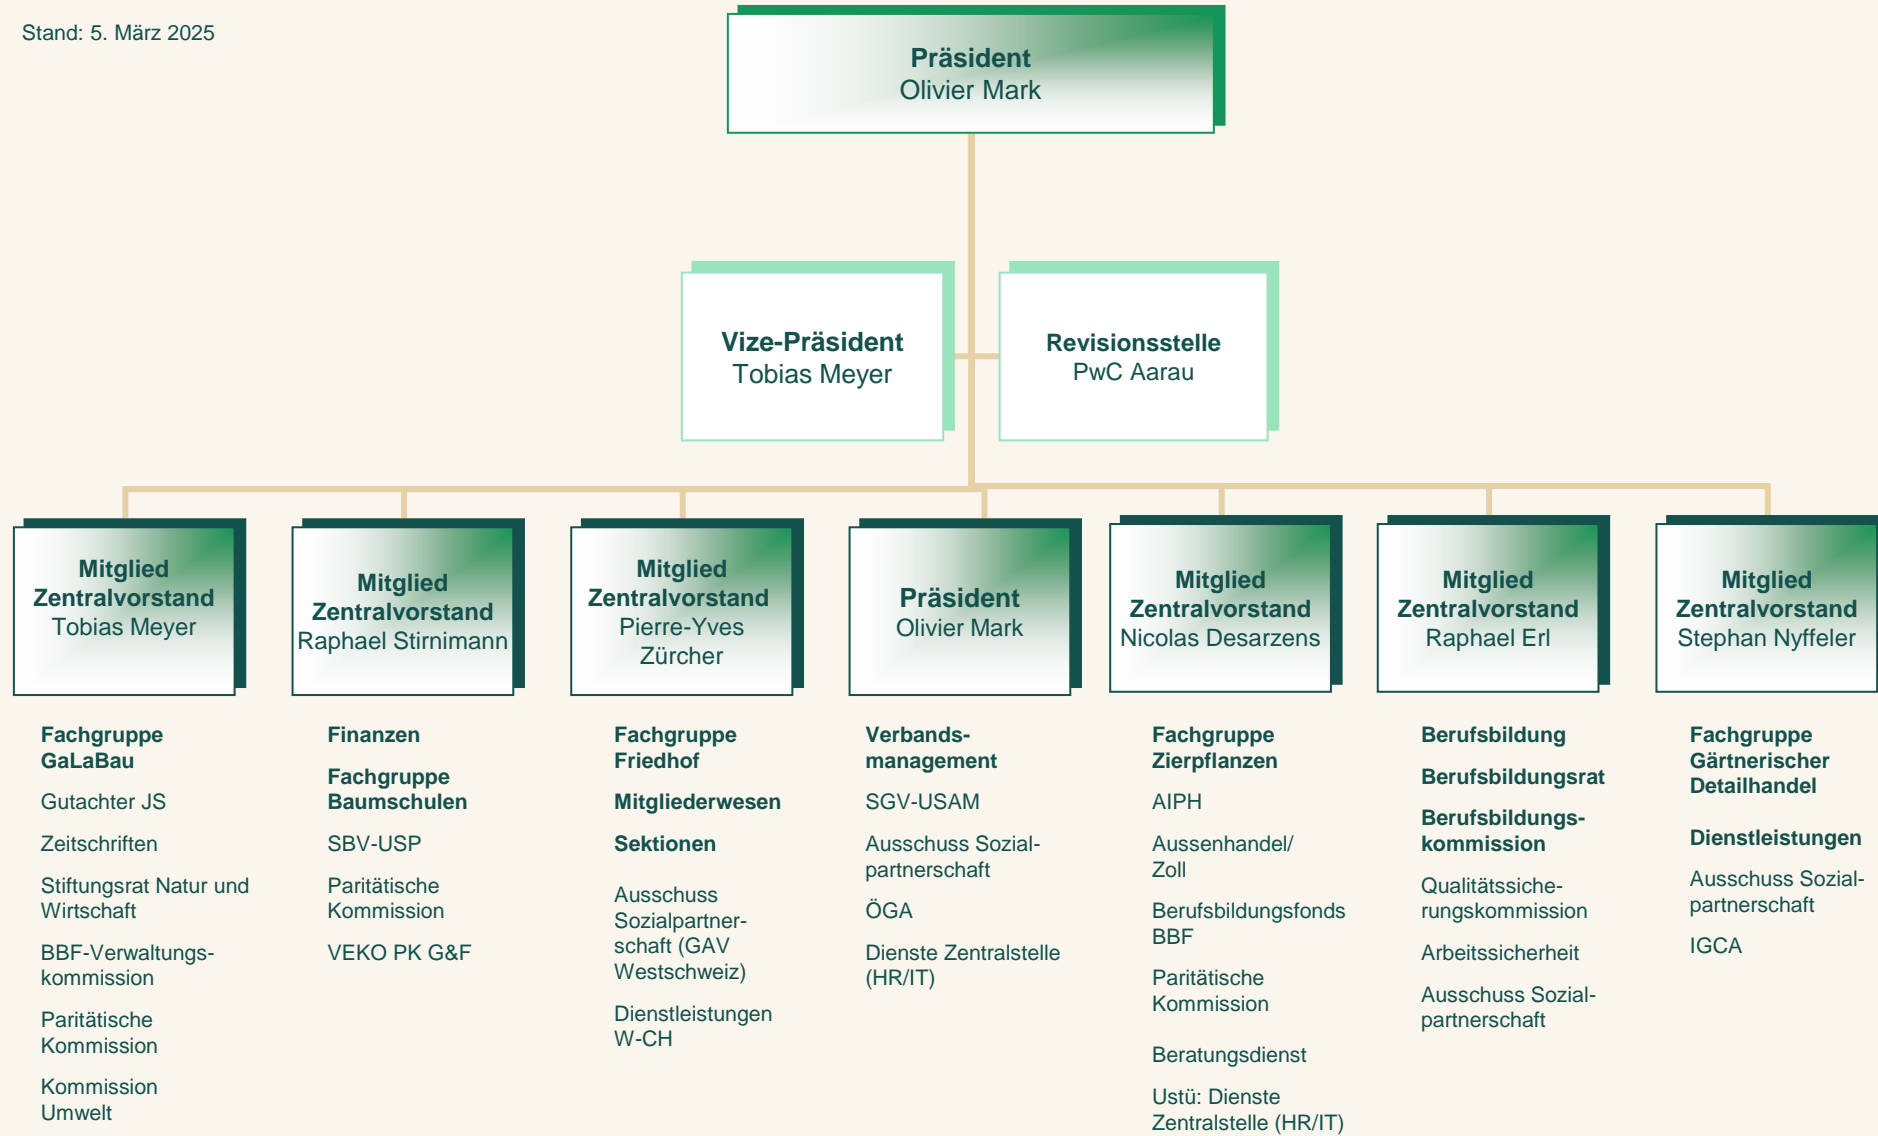 Stand: 5. März 2025
Präsident
Olivier Mark
Vize-Präsident
Tobias Meyer
Revisionsstelle
PwC Aarau
Mitglied
Zentralvorstand
Tobias Meyer
Mitglied
Zentralvorstand
Raphael Stirnimann
Mitglied
Zentralvorstand
Pierre-Yves
Zürcher
Präsident
Olivier Mark
Mitglied
Zentralvorstand
Nicolas Desarzens
Mitglied
Zentralvorstand
Raphael Erl
Mitglied
Zentralvorstand
Stephan Nyffeler
Fachgruppe
GaLaBau
Gutachter JS
Zeitschriften
Stiftungsrat Natur und
Wirtschaft
BBF-Verwaltungs-
kommission
Paritätische
Kommission
Kommission
Umwelt
Finanzen
Fachgruppe
Baumschulen
SBV-USP
Paritätische
Kommission
VEKO PK G&F
Fachgruppe
Friedhof
Mitgliederwesen
Sektionen
Ausschuss
Sozialpartner-
schaft (GAV
Westschweiz)
Dienstleistungen
W-CH
Verbands-
management
SGV-USAM
Ausschuss Sozial-
partnerschaft
ÖGA
Dienste Zentralstelle
(HR/IT)
Fachgruppe
Zierpflanzen
AIPH
Aussenhandel/
Zoll
Berufsbildungsfonds
BBF
Paritätische
Kommission
Beratungsdienst
Ustü: Dienste
Zentralstelle (HR/IT)
Berufsbildung
Berufsbildungsrat
Berufsbildungs-
kommission
Qualitätssiche-
rungskommission
Arbeitssicherheit
Ausschuss Sozial-
partnerschaft
Fachgruppe
Gärtnerischer
Detailhandel
Dienstleistungen
Ausschuss Sozial-
partnerschaft
IGCA